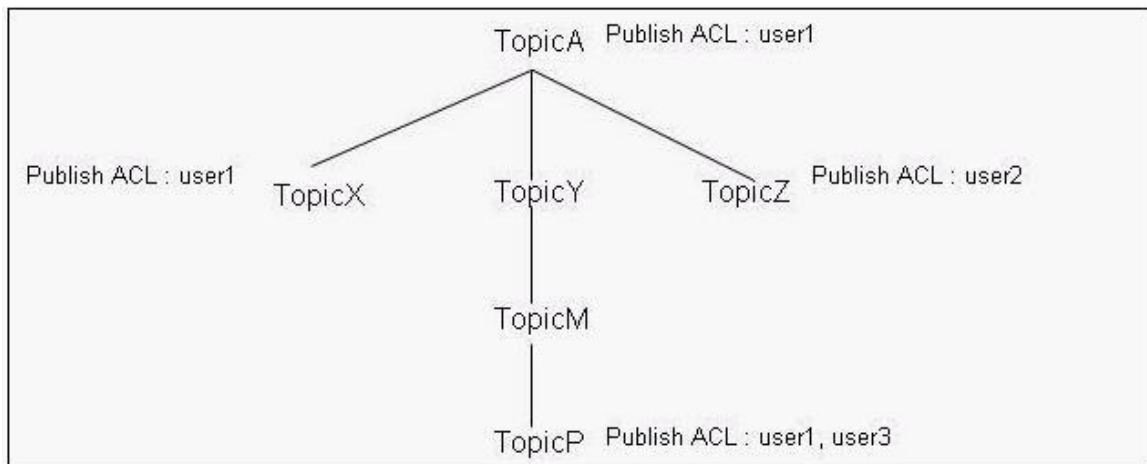 TopicA Publish ACL : user1
Publish ACL : user1 TopicX TopicY TopicZ Publish ACL : user2
TopicM
TopicP Publish ACL : user1, user3